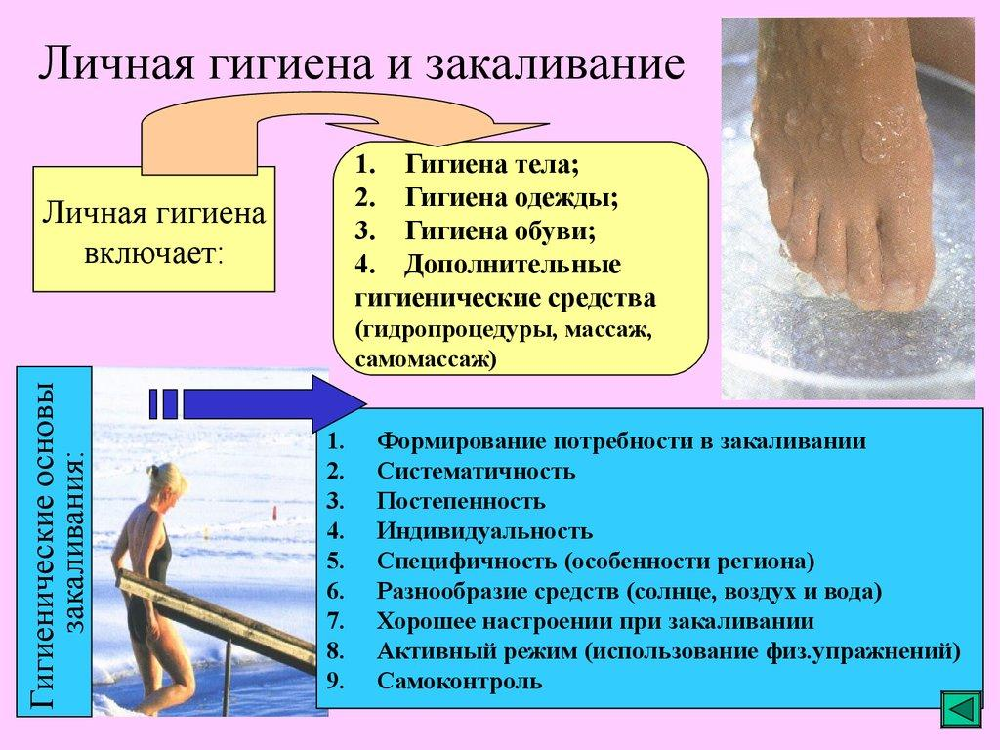 Личная гигиена и закаливание
Личная гигиена
включает:
1. Гигиена тела;
2. Гигиена одежды;
3. Гигиена обуви;
4. Дополнительные
гигиенические средства
(гидропроцедуры, массаж,
самомассаж)
Гигиенические основы
закаливания:
1. Формирование потребности в закаливании
2. Систематичность
3. Постепенность
4. Индивидуальность
5. Специфичность (особенности региона)
6. Разнообразие средств (солнце, воздух и вода)
7. Хорошее настроении при закаливании
8. Активный режим (использование физ.упражнений)
9. Самоконтроль